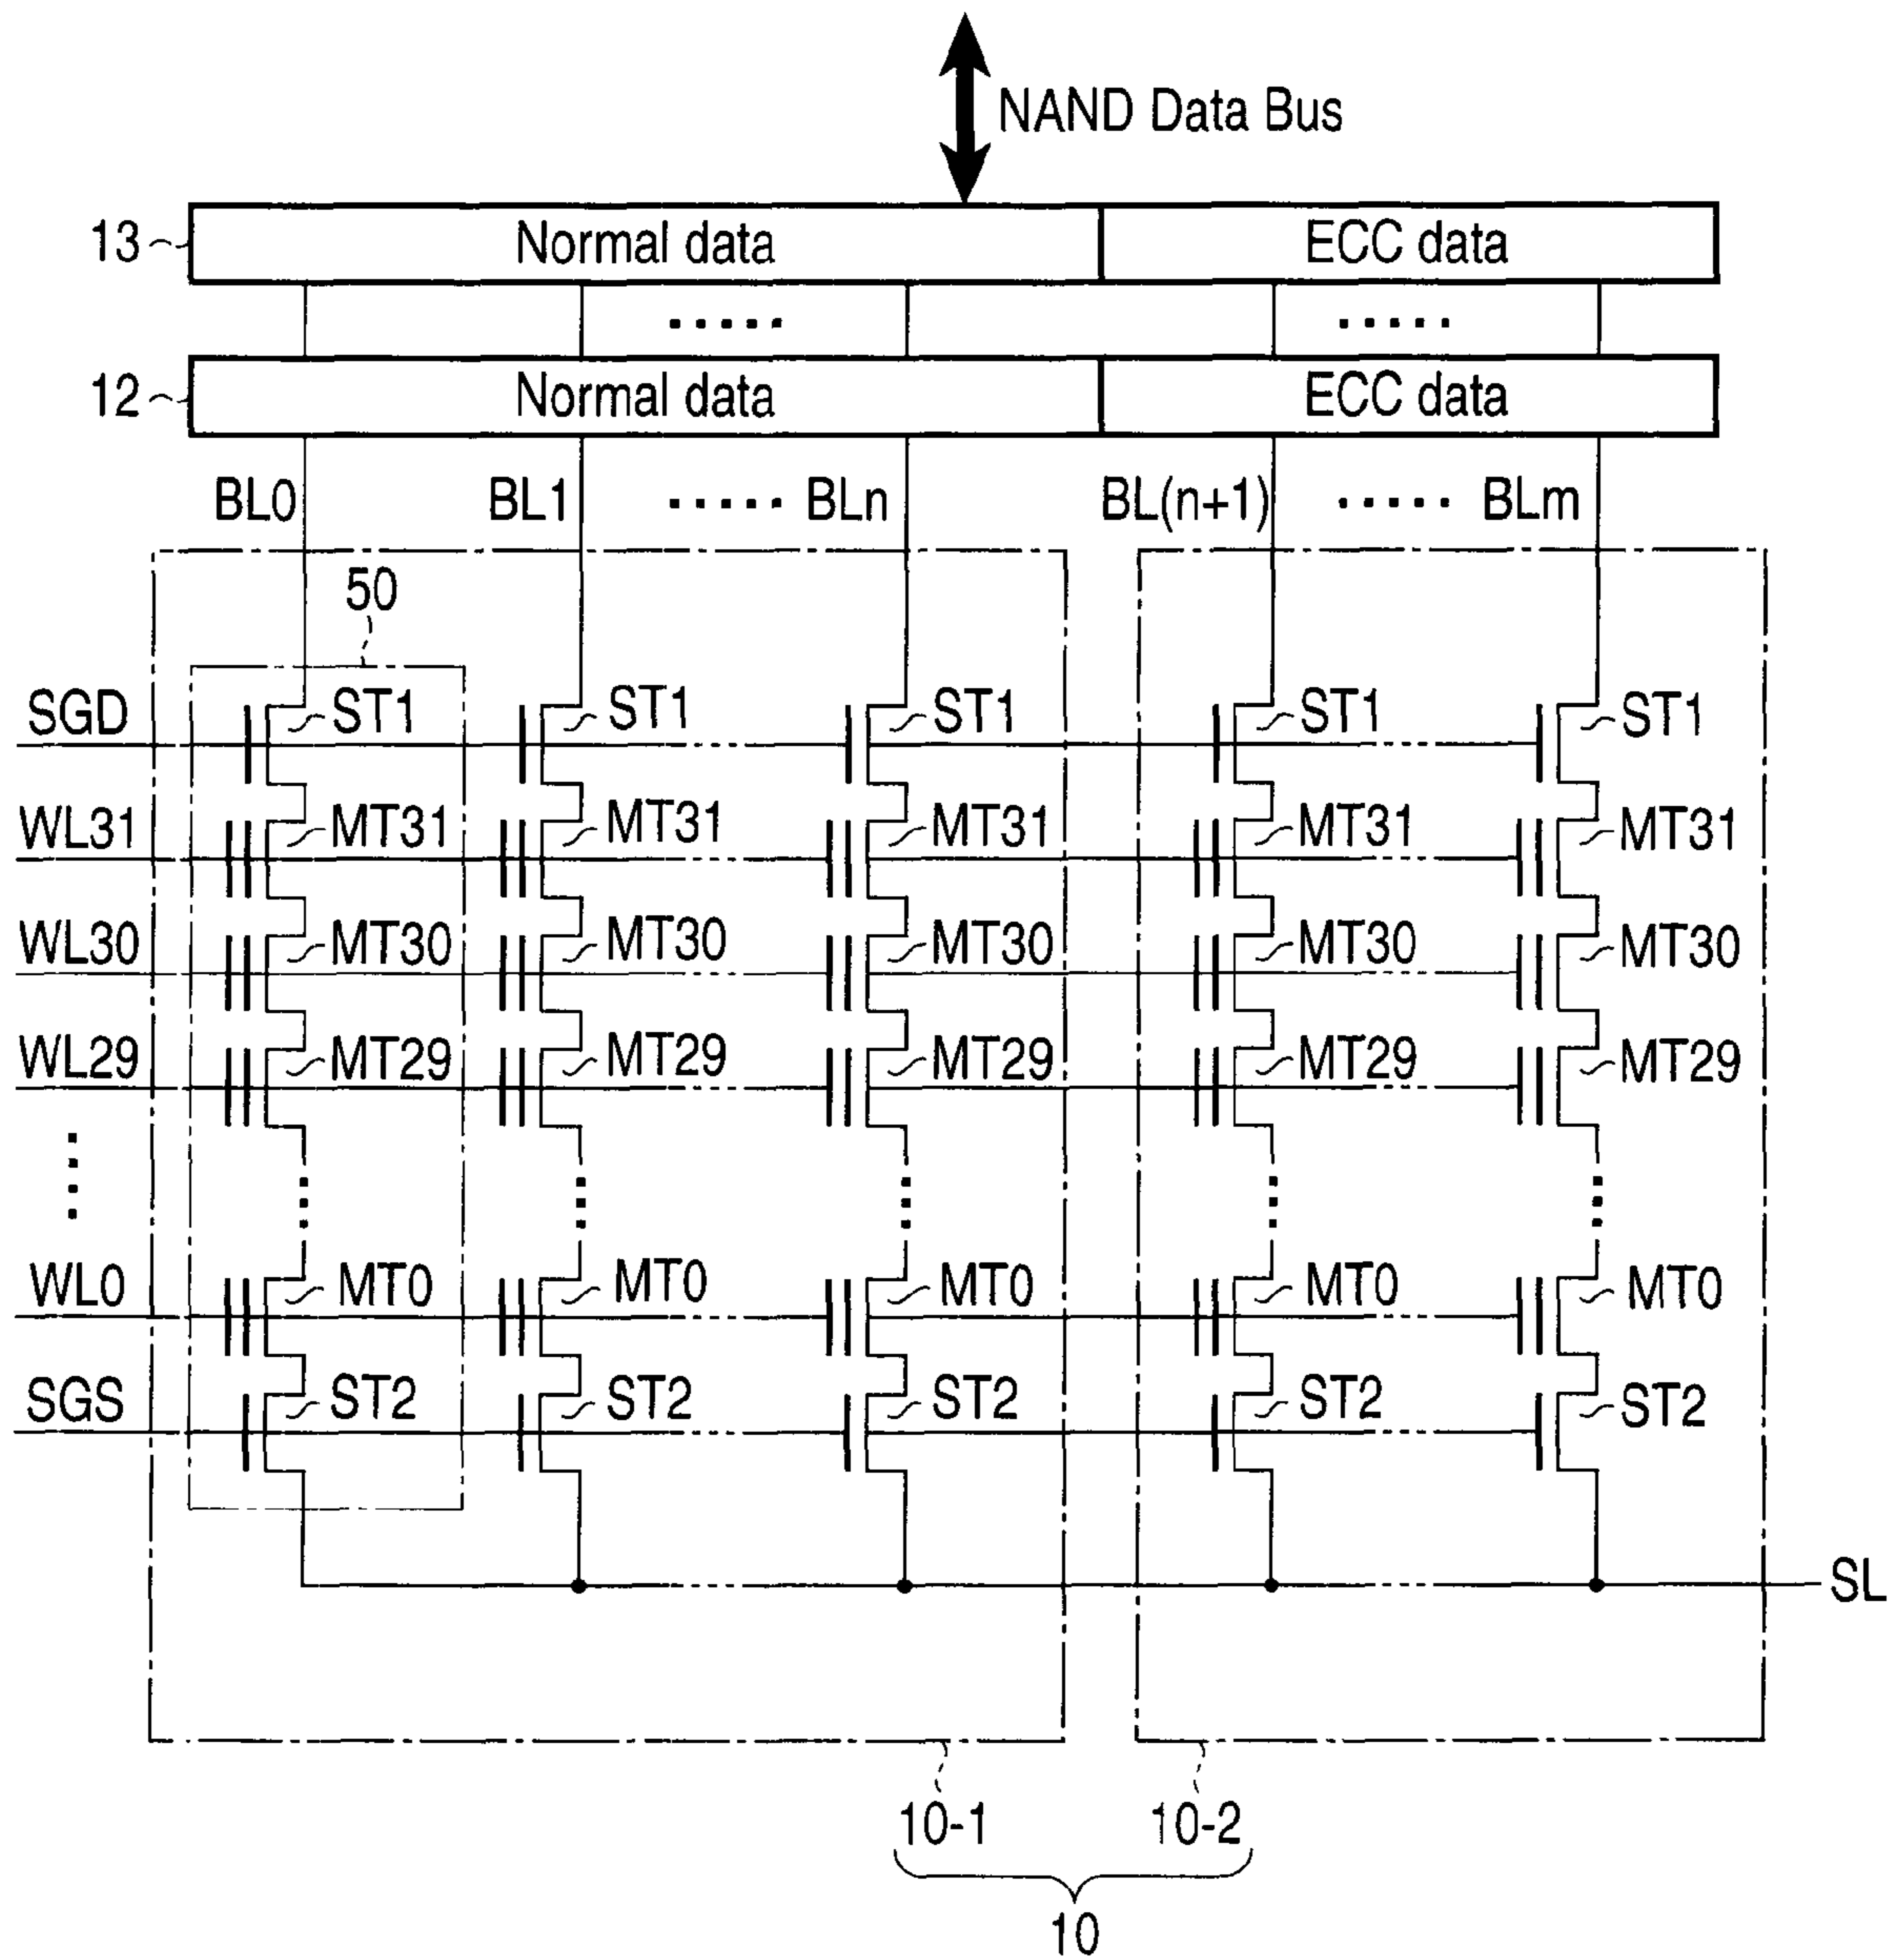 NAND Data Bus
13 Normal data ECC data
12 Normal data ECC data
BL0 BL1 ..... BLn BL(n+1) ..... BLm
50
SGD ST1 ST1 ST1 ST1 ST1
WL31 MT31 MT31 MT31 MT31 MT31
WL30 MT30 MT30 MT30 MT30 MT30
WL29 MT29 MT29 MT29 MT29 MT29
WL0 MT0 MT0 MT0 MT0 MT0
SGS ST2 ST2 ST2 ST2 ST2
SL
10-1 10-2
10